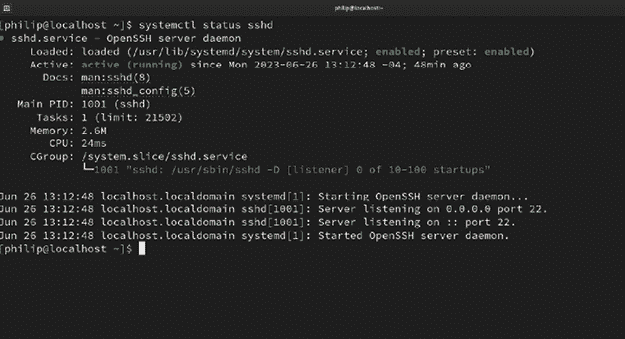 philip@localhost:~
[philip@localhost ~]$ systemctl status sshd
● sshd.service - OpenSSH server daemon
Loaded: loaded (/usr/lib/systemd/system/sshd.service; enabled; preset: enabled)
Active: active (running) since Mon 2023-06-26 13:12:48 -04; 48min ago
Docs: man:sshd(8)
man:sshd_config(5)
Main PID: 1001 (sshd)
Tasks: 1 (limit: 21502)
Memory: 2.6M
CPU: 24ms
CGroup: /system.slice/sshd.service
└─1001 "sshd: /usr/sbin/sshd -D [listener] 0 of 10-100 startups"
Jun 26 13:12:48 localhost.localdomain systemd[1]: Starting OpenSSH server daemon...
Jun 26 13:12:48 localhost.localdomain sshd[1001]: Server listening on 0.0.0.0 port 22.
Jun 26 13:12:48 localhost.localdomain sshd[1001]: Server listening on :: port 22.
Jun 26 13:12:48 localhost.localdomain systemd[1]: Started OpenSSH server daemon.
[philip@localhost ~]$